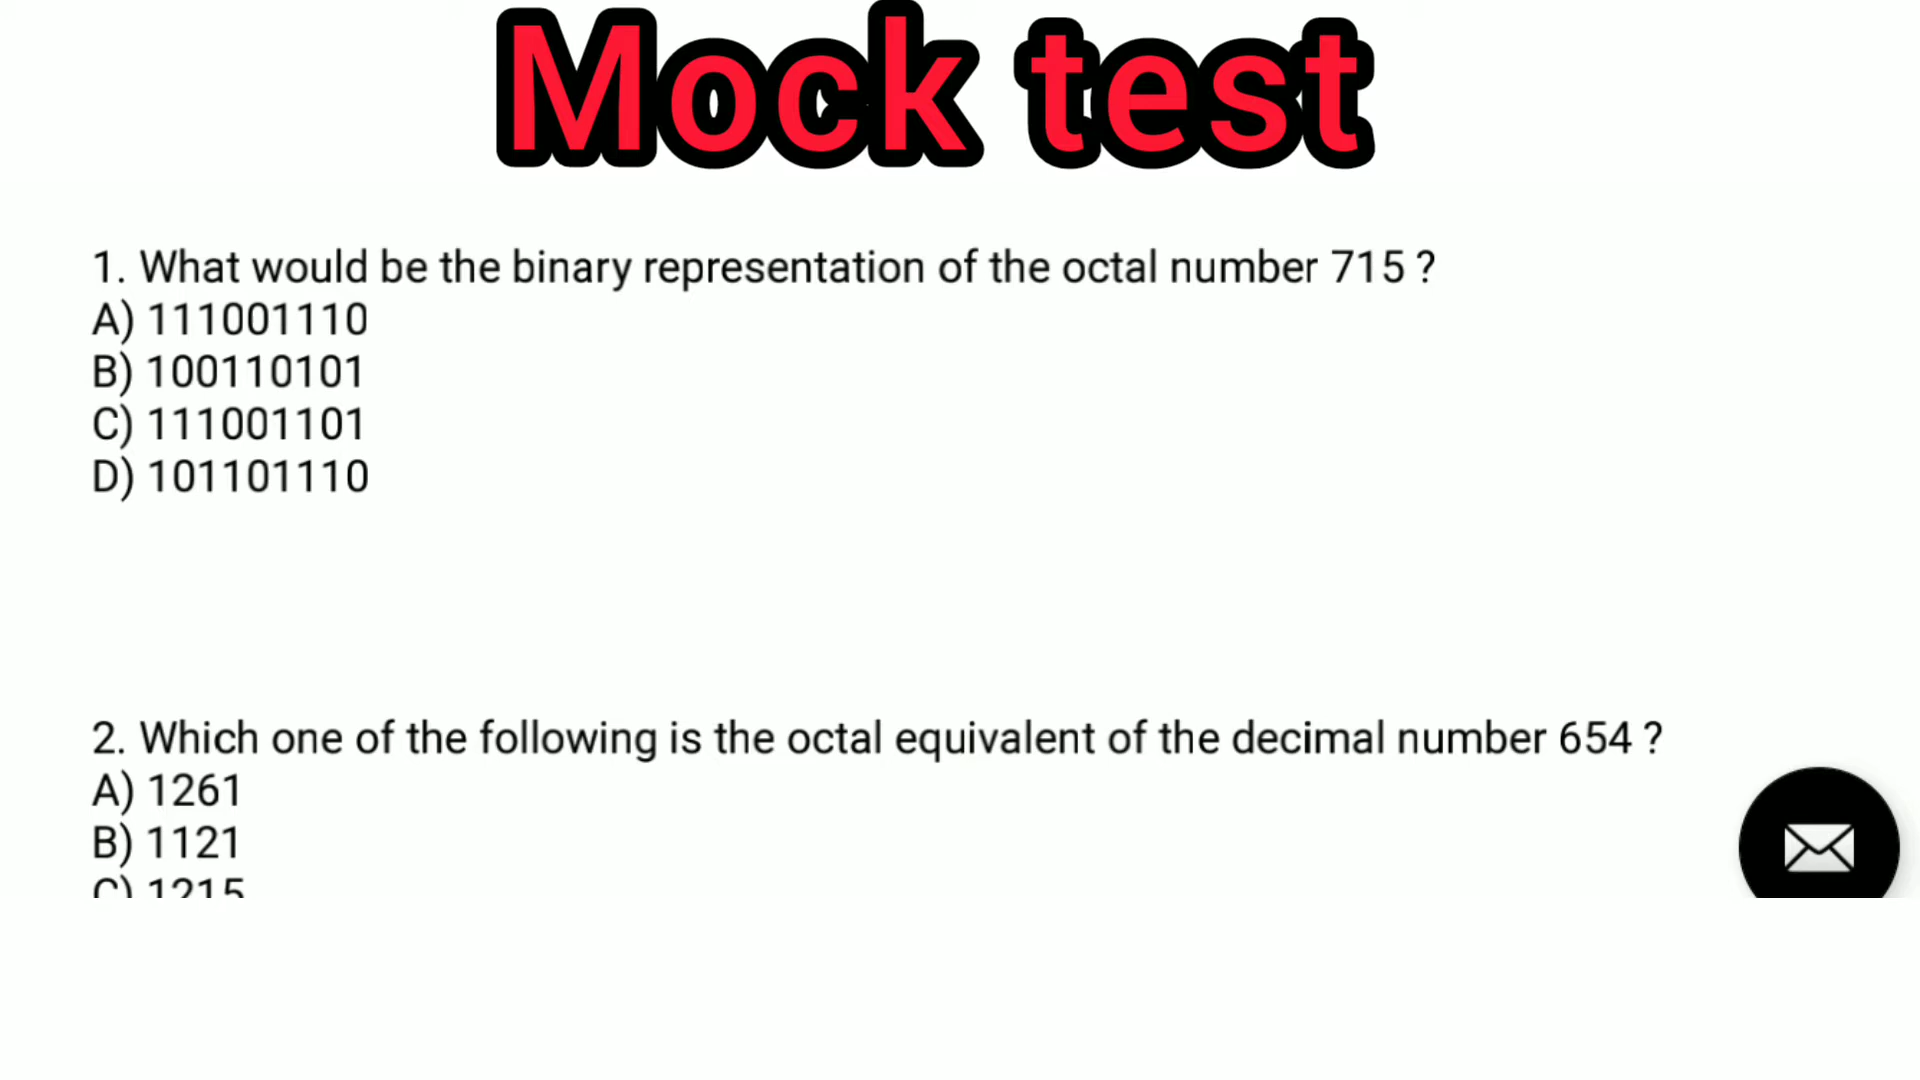 Mock test
1. What would be the binary representation of the octal number 715 ?
A) 111001110
B) 100110101
C) 111001101
D) 101101110
2. Which one of the following is the octal equivalent of the decimal number 654 ?
A) 1261
B) 1121
C) 1215